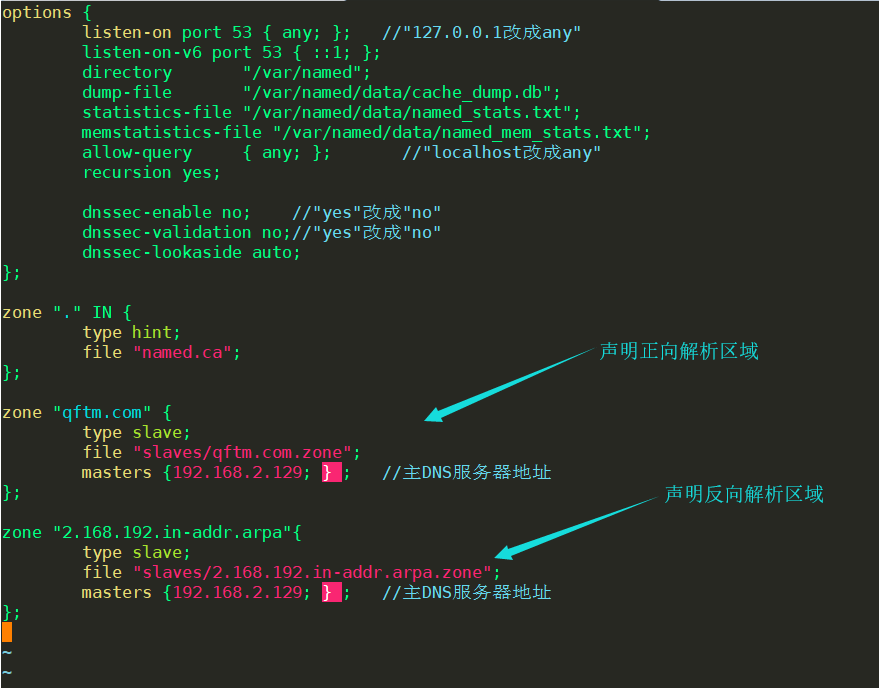 options {
        listen-on port 53 { any; };   //"127.0.0.1改成any"
        listen-on-v6 port 53 { ::1; };
        directory       "/var/named";
        dump-file       "/var/named/data/cache_dump.db";
        statistics-file "/var/named/data/named_stats.txt";
        memstatistics-file "/var/named/data/named_mem_stats.txt";
        allow-query     { any; };       //"localhost改成any"
        recursion yes;

        dnssec-enable no;    //"yes"改成"no"
        dnssec-validation no;//"yes"改成"no"
        dnssec-lookaside auto;
};

zone "." IN {
        type hint;
        file "named.ca";
声明正向解析区域
};

zone "qftm.com" {
        type slave;
        file "slaves/qftm.com.zone";
        masters {192.168.2.129; } ;   //主DNS服务器地址
};
声明反向解析区域

zone "2.168.192.in-addr.arpa"{
        type slave;
        file "slaves/2.168.192.in-addr.arpa.zone";
        masters {192.168.2.129; } ;   //主DNS服务器地址
};
~
~